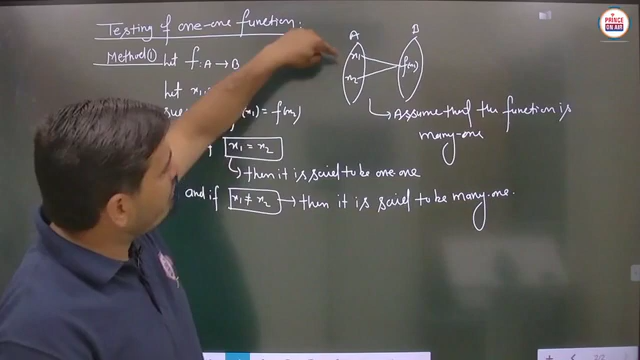 Testing of one-one function:
PRINCE
ON AIR
Method ① Let f: A → B
A B
x₁
x₂
f(x₁)
Let x₁,
(x₁) = f(x₂)
→ Assume that the function is
many-one
x₁ = x₂
→ then it is said to be one-one
and if x₁ ≠ x₂ → then it is said to be many-one.